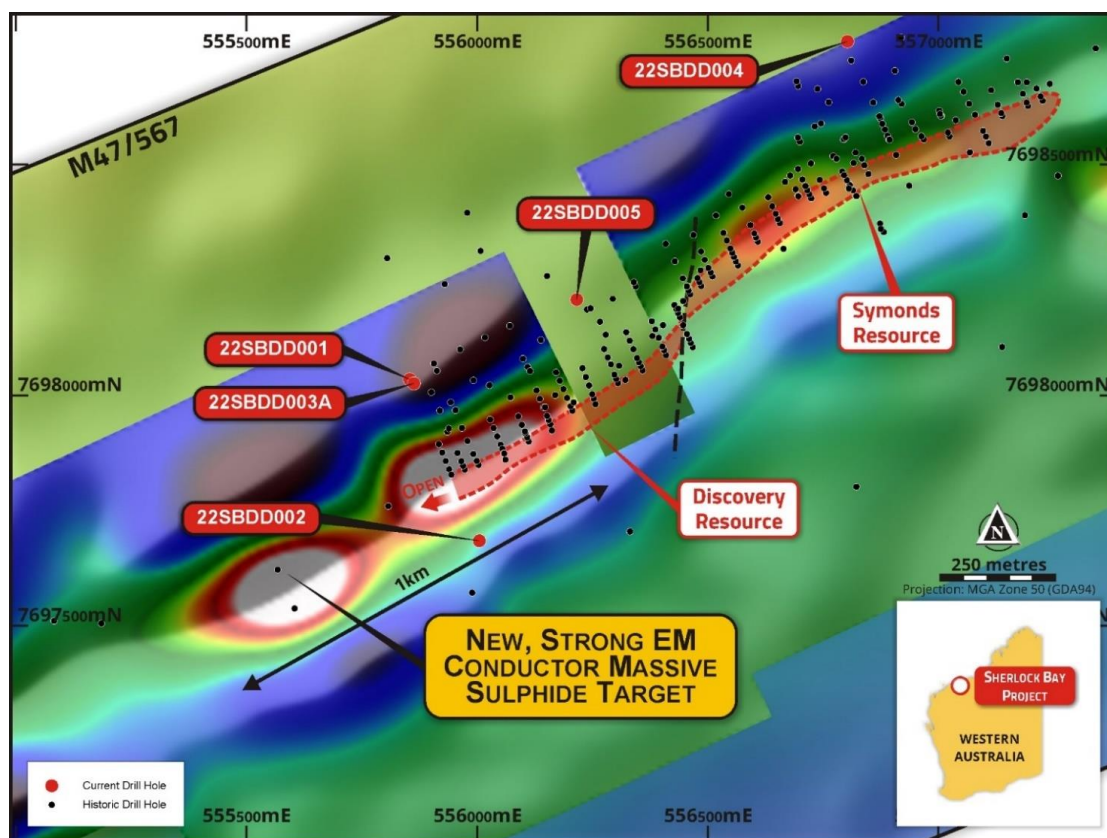 555500mE
556000mE
556500mE
557000mE
22SBDD004
M47/567
7698500mN
22SBDD005
Symonds
Resource
22SBDD001
22SBDD003A
7698000mN
7698000mN
OPEN
22SBDD002
Discovery
Resource
1km
N
250 metres
Projection: MGA Zone 50 (GDA94)
7697500mN
NEW, STRONG EM
CONDUCTOR MASSIVE
SULPHIDE TARGET
SHERLOCK BAY
PROJECT
WESTERN
AUSTRALIA
Current Drill Hole
Historic Drill Hole
555500mE
556000mE
556500mE